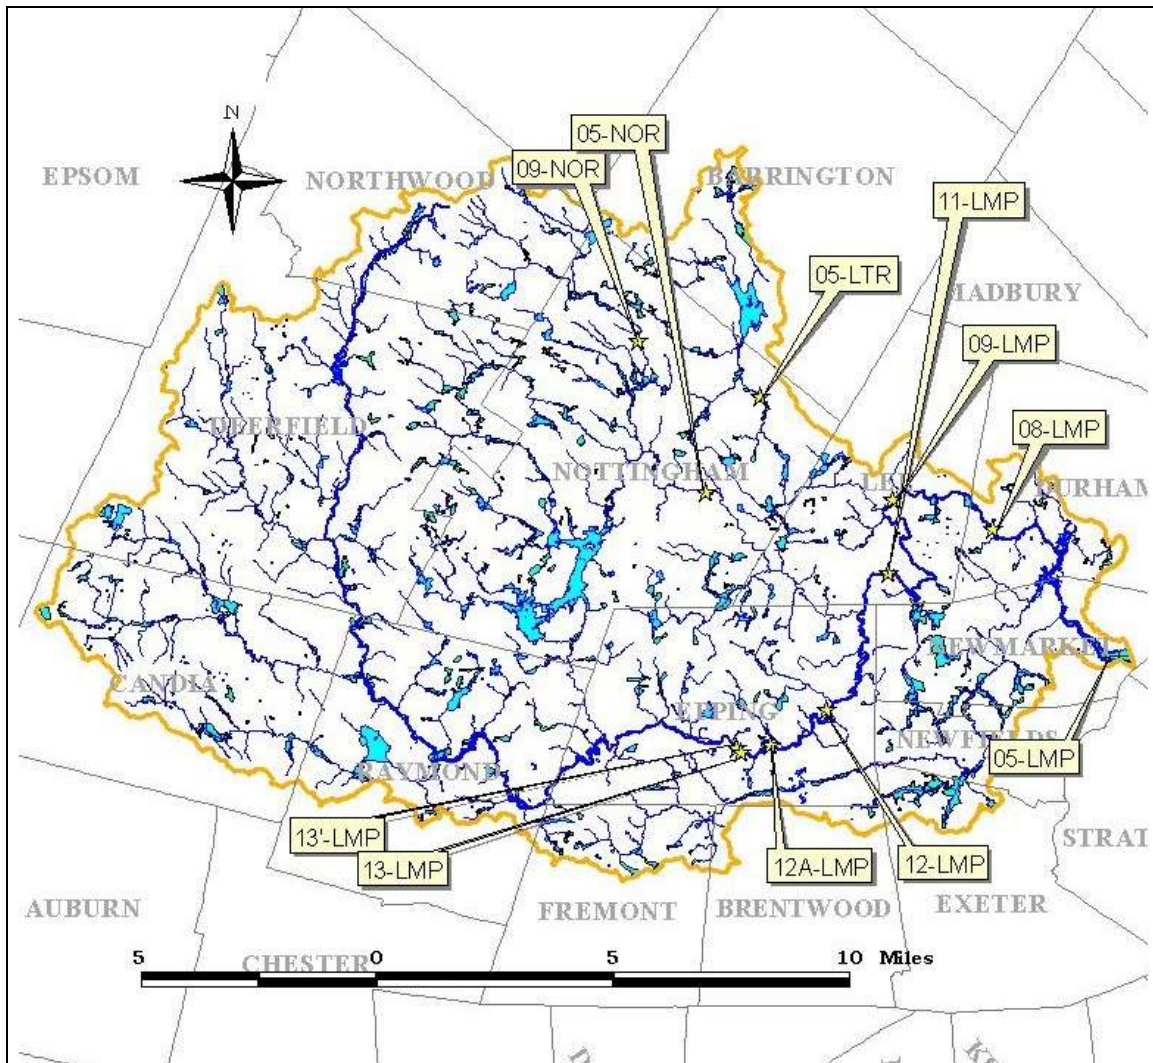 N
05-NOR
09-NOR
EPSOM
NORTHWOOD
BARRINGTON
11-LMP
05-LTR
MADBURY
09-LMP
DEERFIELD
08-LMP
NOTTINGHAM
LEE
DURHAM
NEWMARKET
CANDIA
EPPING
NEWFIELDS
05-LMP
RAYMOND
13'-LMP
13-LMP
12A-LMP
12-LMP
STRAT
AUBURN
FREMONT
BRENTWOOD
EXETER
CHESTER
5 0 5 10 Miles